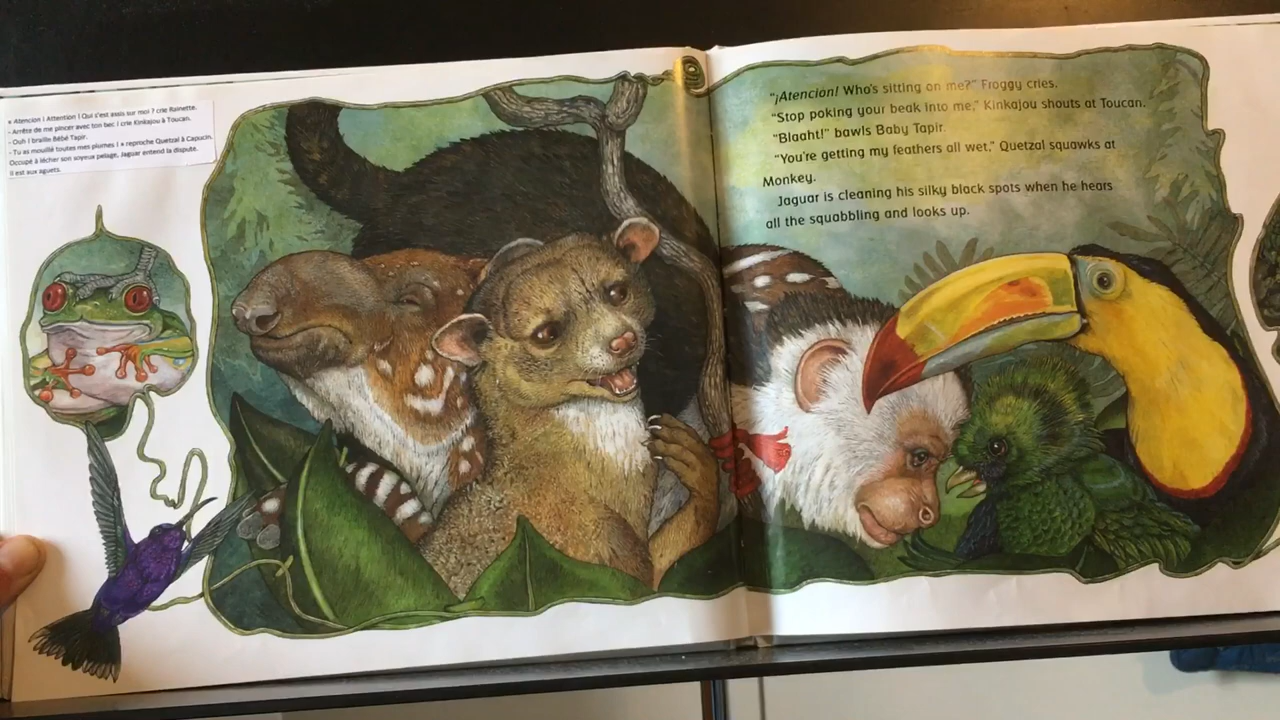 « Atencion ! Attention ! Qui s'est assis sur moi ? crie Rainette.
- Arrête de me pincer avec ton bec ! crie Kinkajou à Toucan.
- Ouh ! braille Bébé Tapir.
- Tu as mouillé toutes mes plumes ! » reproche Quetzal à Capucin.
Occupé à lécher son soyeux pelage, Jaguar entend la dispute.
Il est aux aguets.
"¡Atencion! Who's sitting on me?" Froggy cries.
"Stop poking your beak into me," Kinkajou shouts at Toucan.
"Blaaht!" bawls Baby Tapir.
"You're getting my feathers all wet," Quetzal squawks at
Monkey.
Jaguar is cleaning his silky black spots when he hears
all the squabbling and looks up.